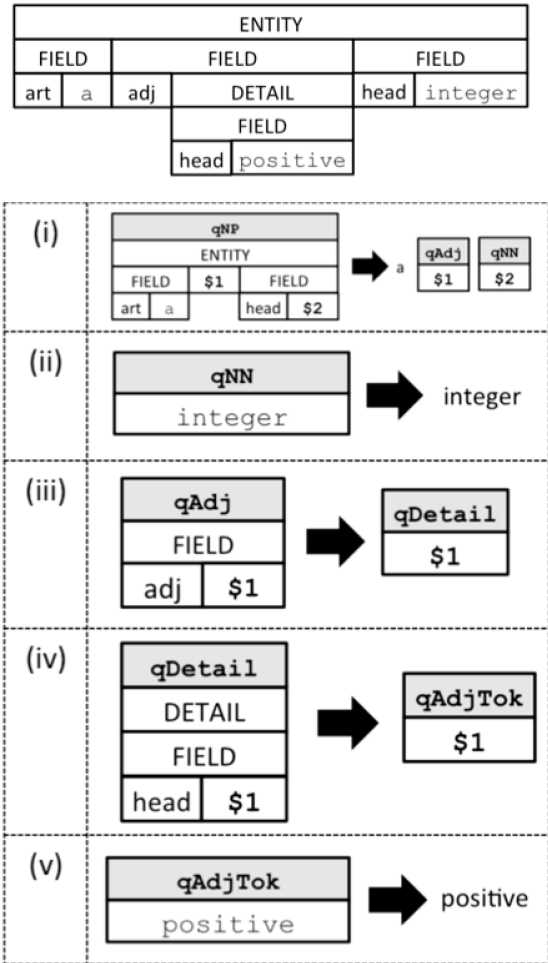 ENTITY
FIELD FIELD FIELD
art a adj DETAIL head integer
FIELD
head positive
(i)
qNP
ENTITY
FIELD $1 FIELD
art a head $2
a
qAdj qNN
$1 $2
(ii)
qNN
integer
integer
(iii)
qAdj
FIELD
adj $1
qDetail
$1
(iv)
qDetail
DETAIL
FIELD
head $1
qAdjTok
$1
(v)
qAdjTok
positive
positive